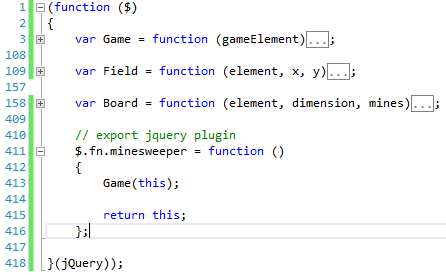 1 (function ($)
2 {
3 var Game = function (gameElement)...;
108
109 var Field = function (element, x, y)...;
157
158 var Board = function (element, dimension, mines)...;
409
410 // export jquery plugin
411 $.fn.minesweeper = function ()
412 {
413 Game(this);
414
415 return this;
416 };
417
418 }(jQuery));